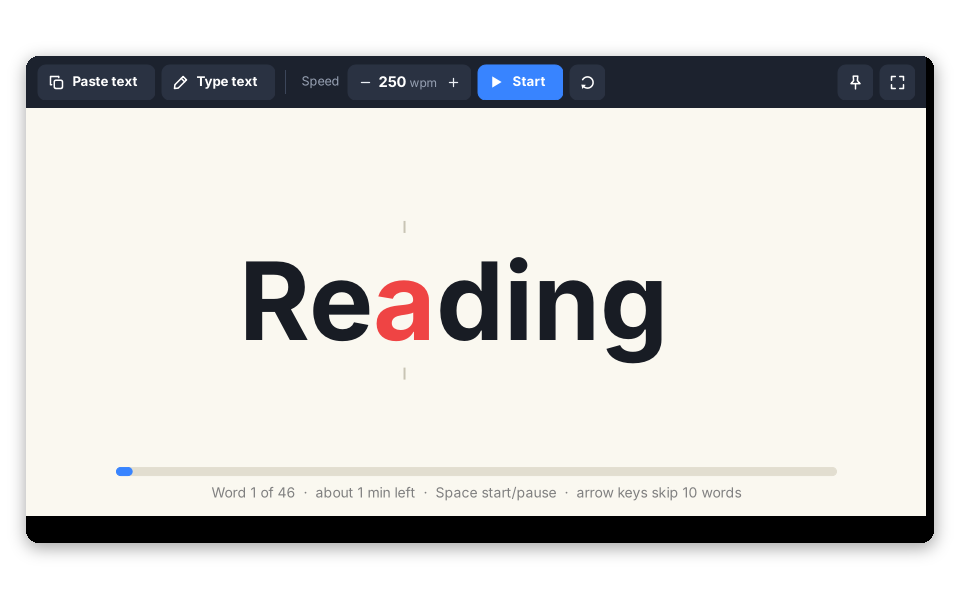 Paste text Type text Speed − 250 wpm + Start
Reading
Word 1 of 46 · about 1 min left · Space start/pause · arrow keys skip 10 words